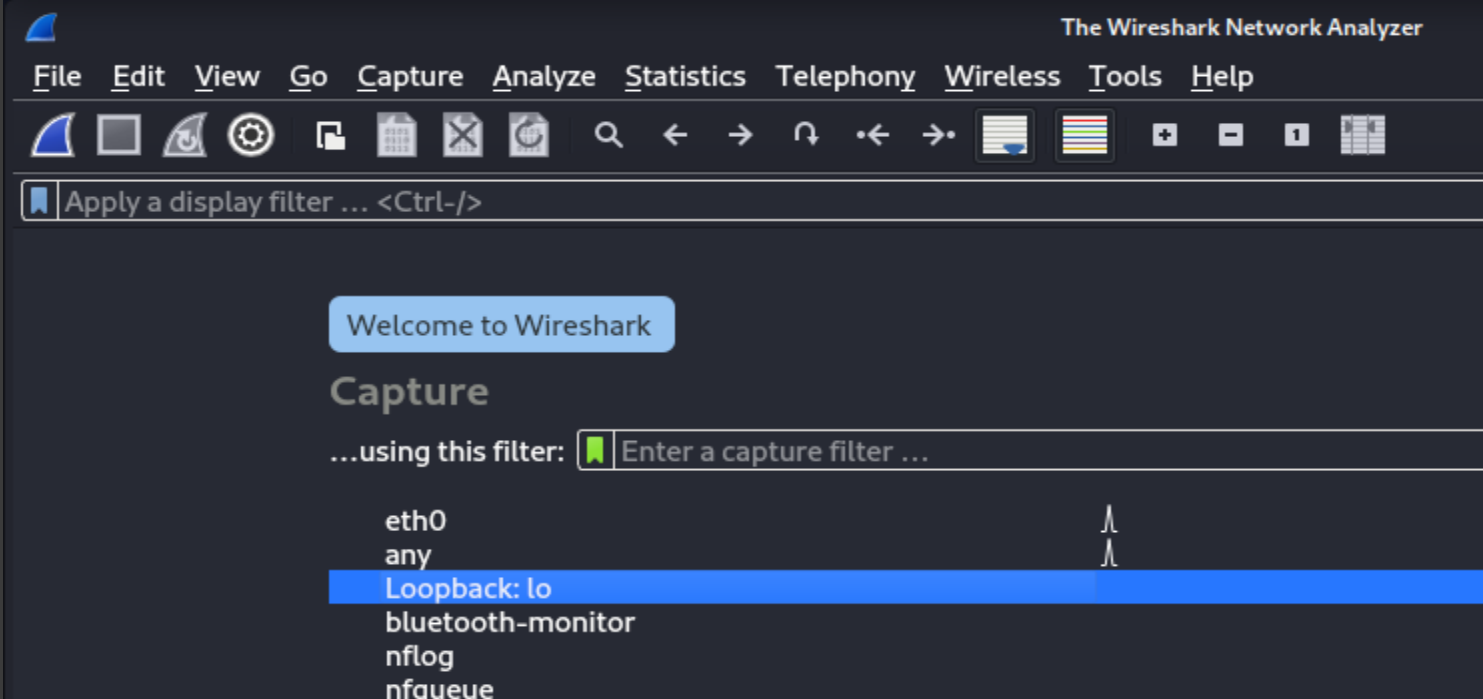 The Wireshark Network Analyzer
File Edit View Go Capture Analyze Statistics Telephony Wireless Tools Help
1
Apply a display filter … <Ctrl-/>
Welcome to Wireshark
Capture
…using this filter: Enter a capture filter …
eth0
any
Loopback: lo
bluetooth-monitor
nflog
nfqueue